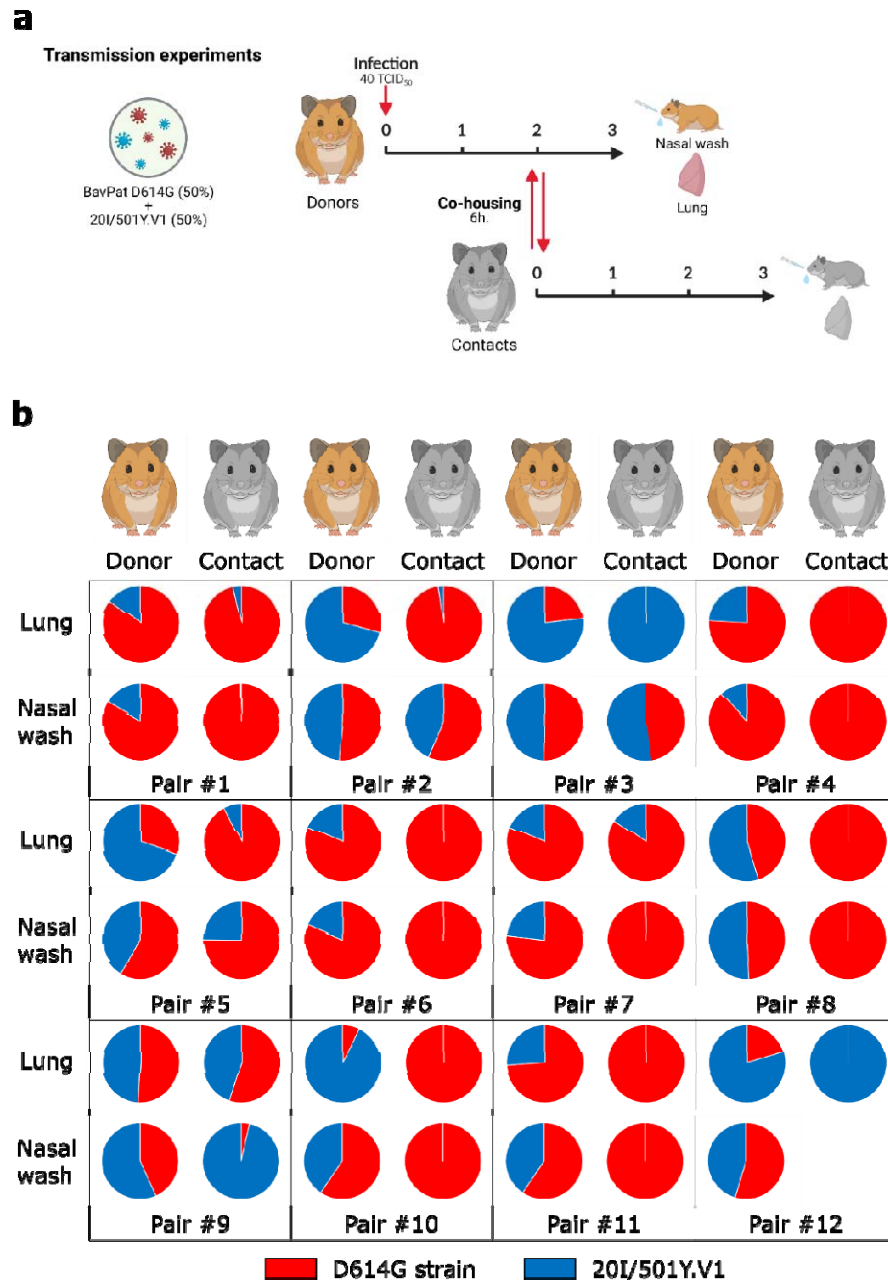 a
Transmission experiments
BavPat D614G (50%)
+
20I/501Y.V1 (50%)
Infection
40 TCID50
0 1 2 3
Donors
Nasal wash
Lung
Co-housing
6h.
0 1 2 3
Contacts
b
Donor Contact Donor Contact Donor Contact Donor Contact
Lung
Nasal
wash
Pair #1 Pair #2 Pair #3 Pair #4
Lung
Nasal
wash
Pair #5 Pair #6 Pair #7 Pair #8
Lung
Nasal
wash
Pair #9 Pair #10 Pair #11 Pair #12
D614G strain 20I/501Y.V1